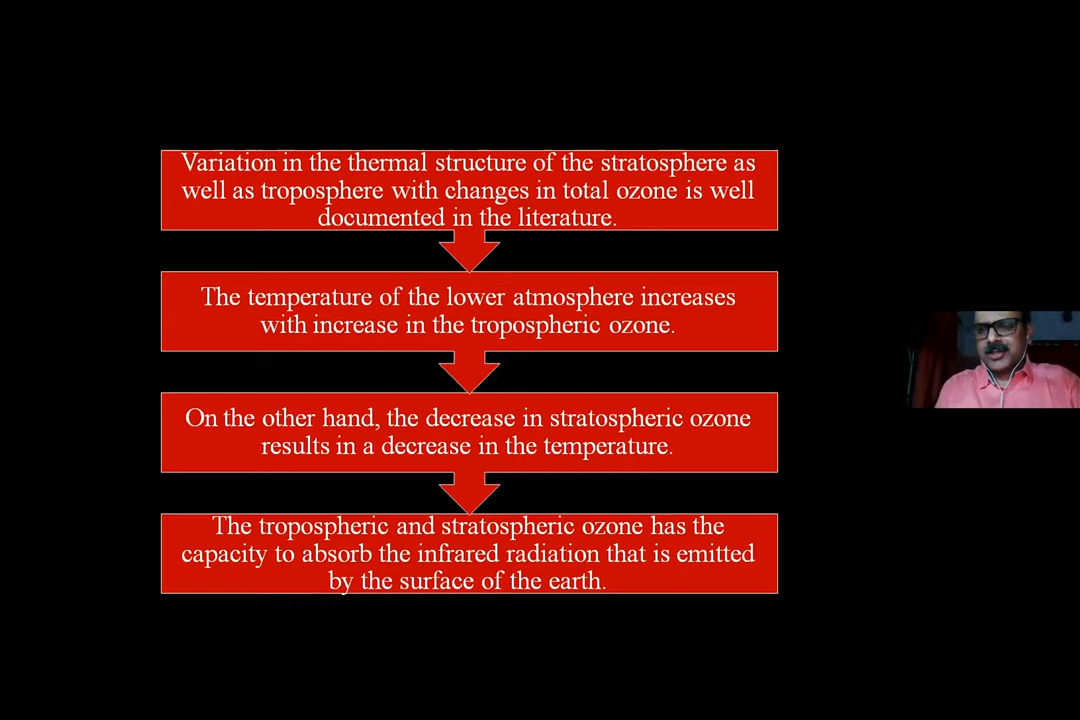 Variation in the thermal structure of the stratosphere as
well as troposphere with changes in total ozone is well
documented in the literature.
The temperature of the lower atmosphere increases
with increase in the tropospheric ozone.
On the other hand, the decrease in stratospheric ozone
results in a decrease in the temperature.
The tropospheric and stratospheric ozone has the
capacity to absorb the infrared radiation that is emitted
by the surface of the earth.